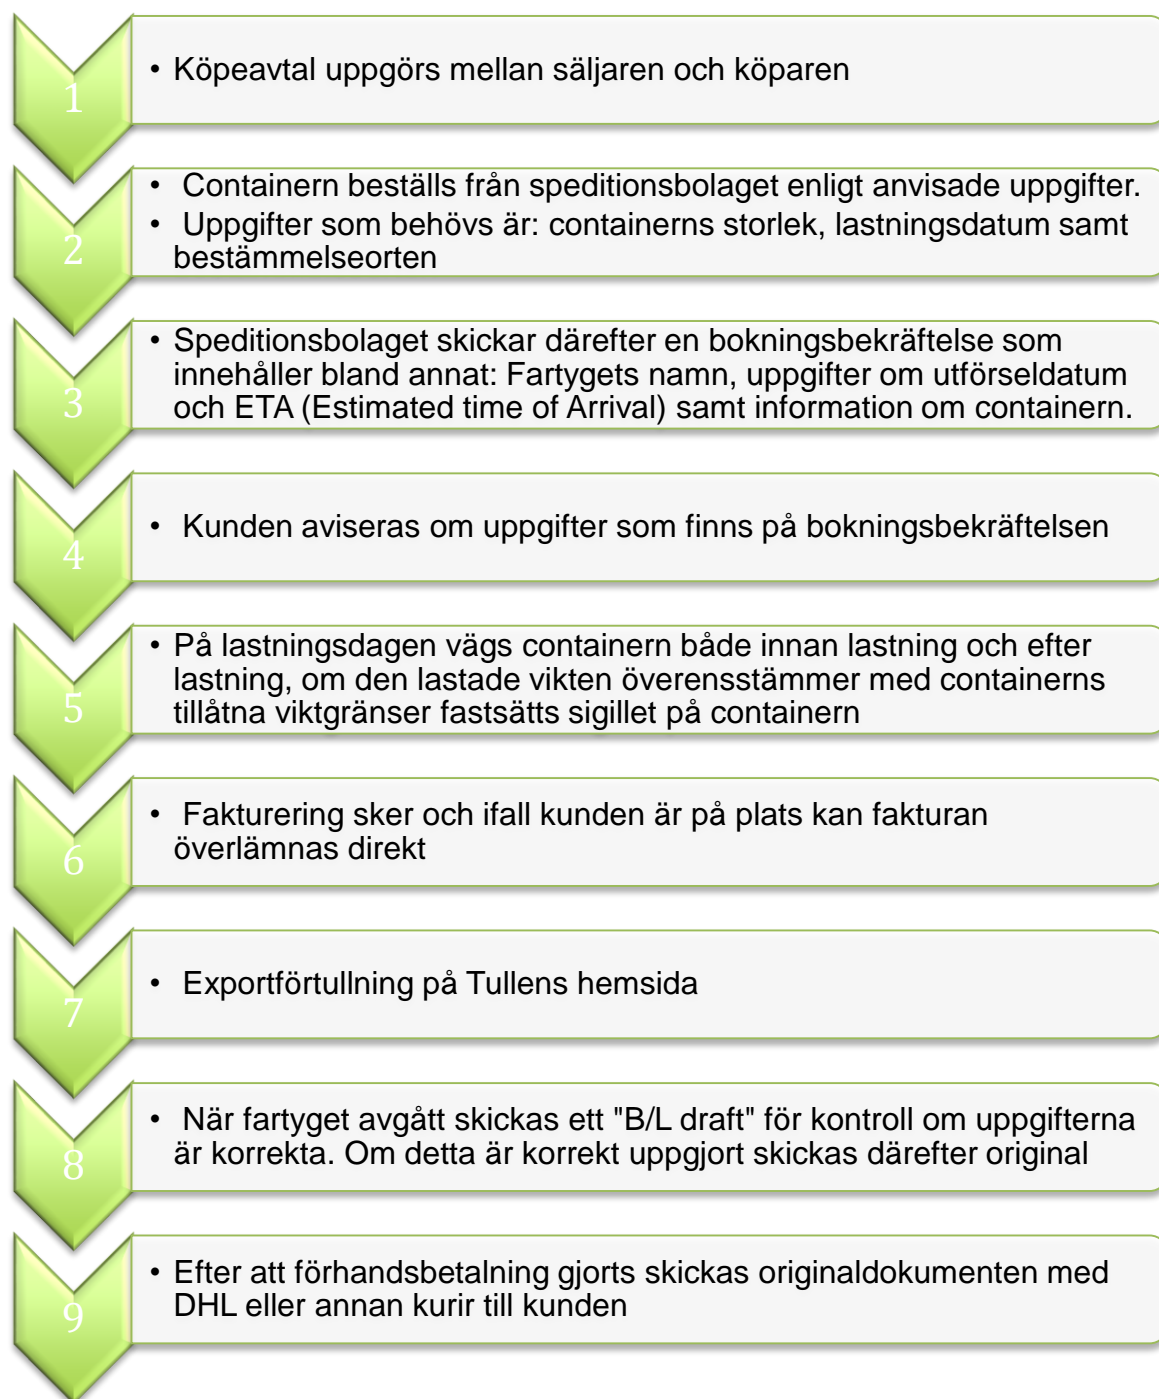 1
• Köpeavtal uppgörs mellan säljaren och köparen
2
• Containern beställs från speditionsbolaget enligt anvisade uppgifter.
• Uppgifter som behövs är: containerns storlek, lastningsdatum samt
bestämmelseorten
3
• Speditionsbolaget skickar därefter en bokningsbekräftelse som
innehåller bland annat: Fartygets namn, uppgifter om utförseldatum
och ETA (Estimated time of Arrival) samt information om containern.
4
• Kunden aviseras om uppgifter som finns på bokningsbekräftelsen
5
• På lastningsdagen vägs containern både innan lastning och efter
lastning, om den lastade vikten överensstämmer med containerns
tillåtna viktgränser fastsätts sigillet på containern
6
• Fakturering sker och ifall kunden är på plats kan fakturan
överlämnas direkt
7
• Exportförtullning på Tullens hemsida
8
• När fartyget avgått skickas ett "B/L draft" för kontroll om uppgifterna
är korrekta. Om detta är korrekt uppgjort skickas därefter original
9
• Efter att förhandsbetalning gjorts skickas originaldokumenten med
DHL eller annan kurir till kunden